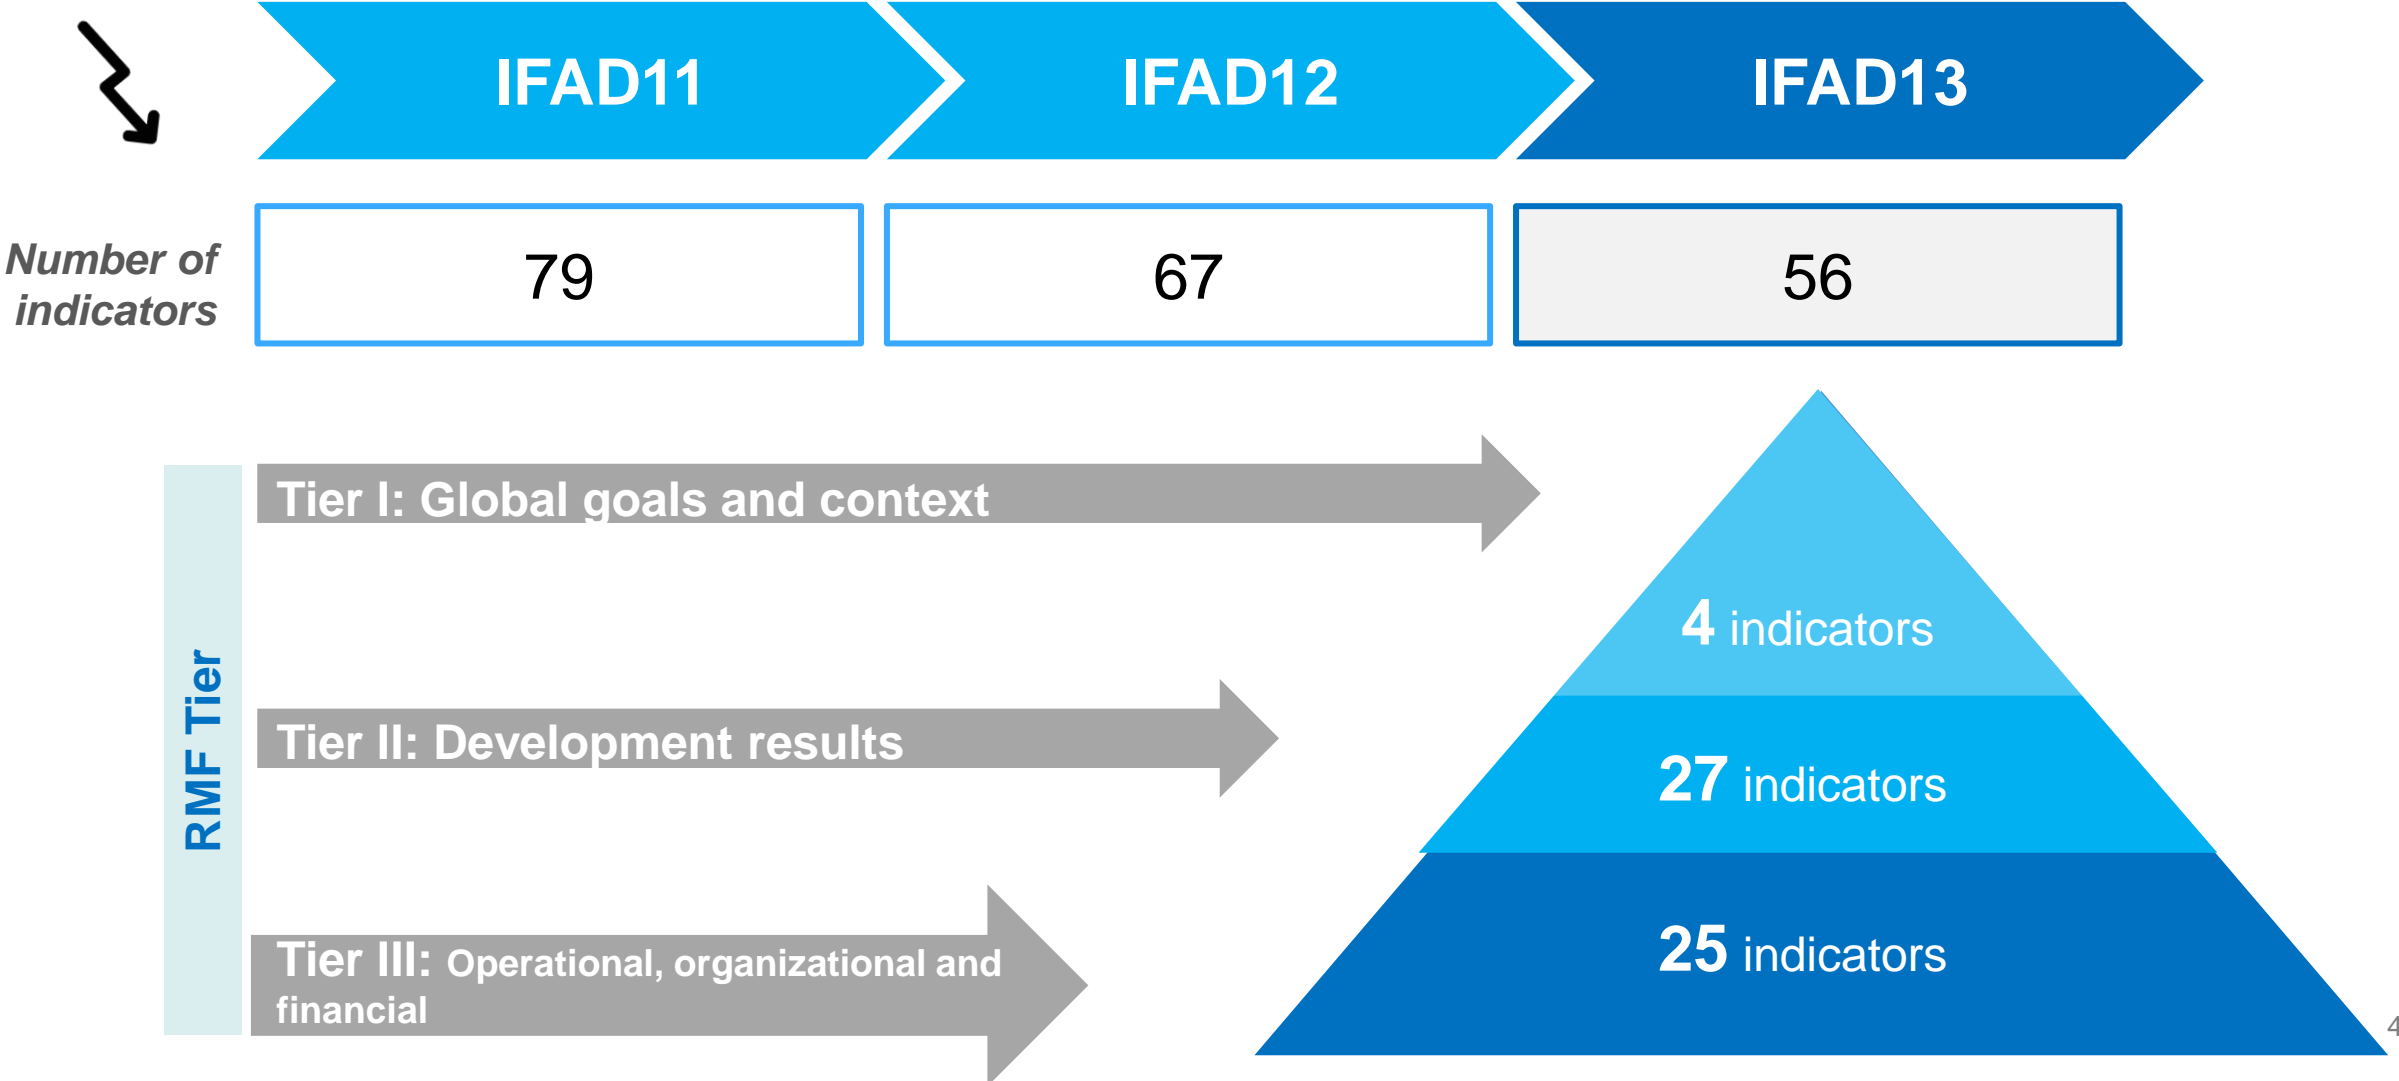 IFAD11
IFAD12
IFAD13
Number of
indicators
79
67
56
RMF Tier
Tier I: Global goals and context
4 indicators
Tier II: Development results
27 indicators
Tier III: Operational, organizational and
financial
25 indicators
4